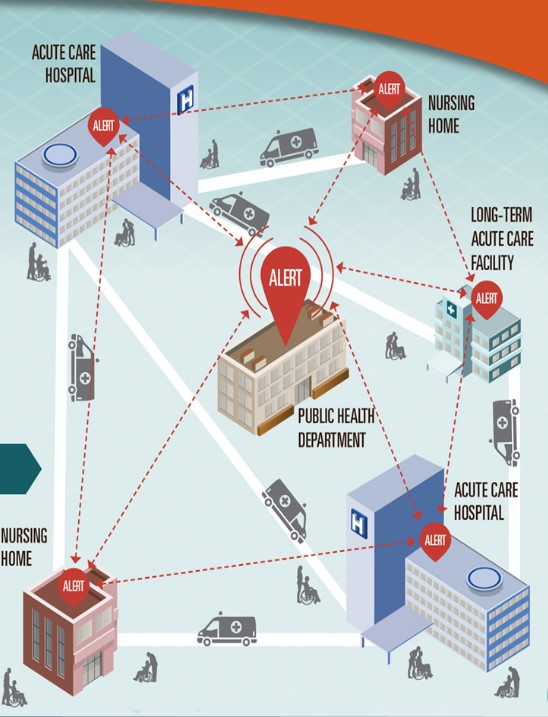 ACUTE CARE
HOSPITAL
H
ALERT
ALERT
NURSING
HOME
LONG-TERM
ACUTE CARE
FACILITY
ALERT
ALERT
PUBLIC HEALTH
DEPARTMENT
ACUTE CARE
HOSPITAL
H
ALERT
NURSING
HOME
ALERT